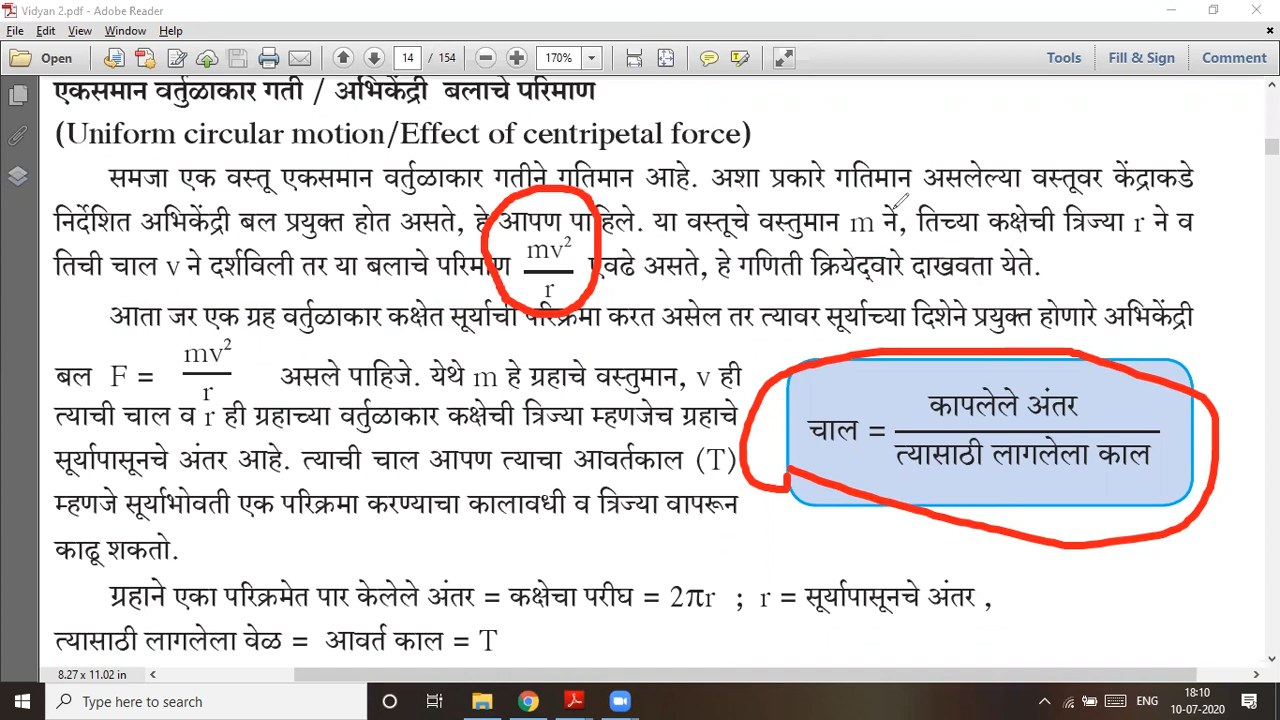 Vidyan 2.pdf - Adobe Reader
File Edit View Window Help
Open 14 / 154 170% Tools Fill & Sign Comment
एकसमान वर्तुळाकार गती / अभिकेंद्री बलाचे परिमाण
(Uniform circular motion/Effect of centripetal force)
समजा एक वस्तू एकसमान वर्तुळाकार गतीने गतिमान आहे. अशा प्रकारे गतिमान असलेल्या वस्तूवर केंद्राकडे
निर्देशित अभिकेंद्री बल प्रयुक्त होत असते, हे आपण पाहिले. या वस्तूचे वस्तुमान m ने, तिच्या कक्षेची त्रिज्या r ने व
तिची चाल v ने दर्शविली तर या बलाचे परिमाण mv²/r एवढे असते, हे गणिती क्रियेद्वारे दाखवता येते.
आता जर एक ग्रह वर्तुळाकार कक्षेत सूर्याची परिक्रमा करत असेल तर त्यावर सूर्याच्या दिशेने प्रयुक्त होणारे अभिकेंद्री
बल F = mv²/r असले पाहिजे. येथे m हे ग्रहाचे वस्तुमान, v ही
त्याची चाल व r ही ग्रहाच्या वर्तुळाकार कक्षेची त्रिज्या म्हणजेच ग्रहाचे
सूर्यापासूनचे अंतर आहे. त्याची चाल आपण त्याचा आवर्तकाल (T)
म्हणजे सूर्याभोवती एक परिक्रमा करण्याचा कालावधी व त्रिज्या वापरून
काढू शकतो.
कापलेले अंतर
चाल =
त्यासाठी लागलेला काल
ग्रहाने एका परिक्रमेत पार केलेले अंतर = कक्षेचा परीघ = 2πr ; r = सूर्यापासूनचे अंतर ,
त्यासाठी लागलेला वेळ = आवर्त काल = T
8.27 x 11.02 in
Type here to search ENG 18:10
10-07-2020